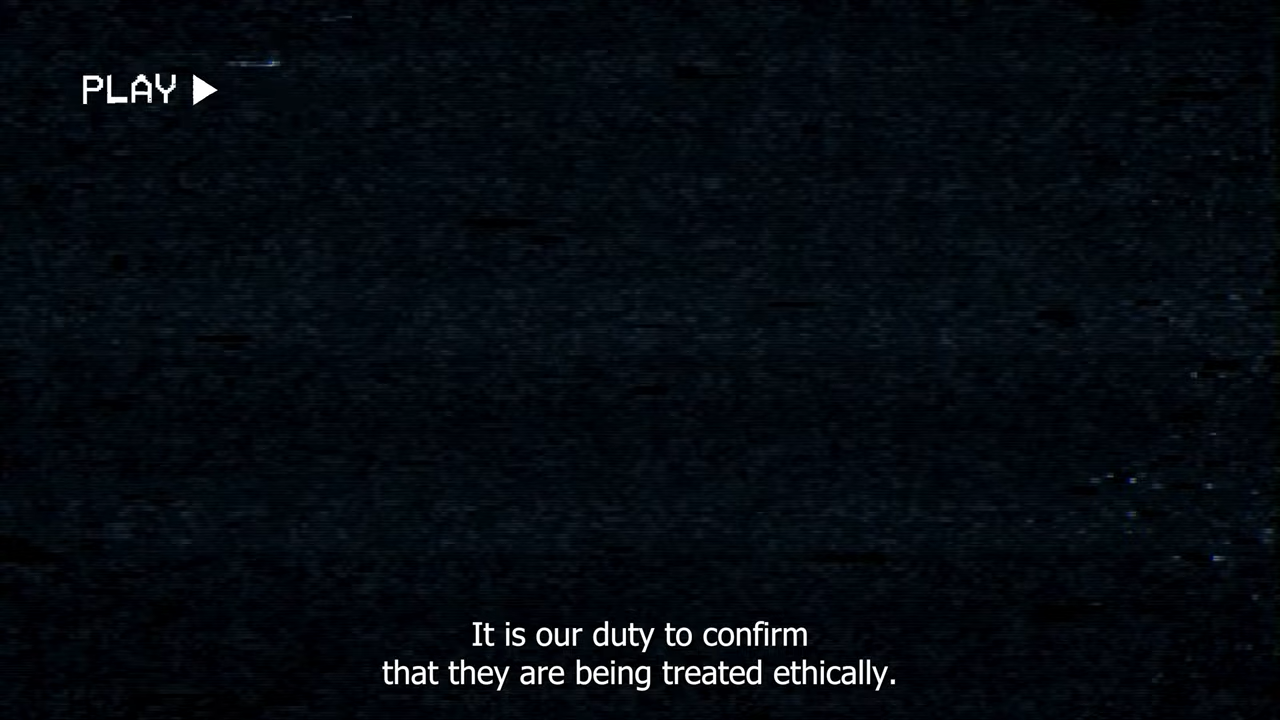 PLAY
It is our duty to confirm
that they are being treated ethically.